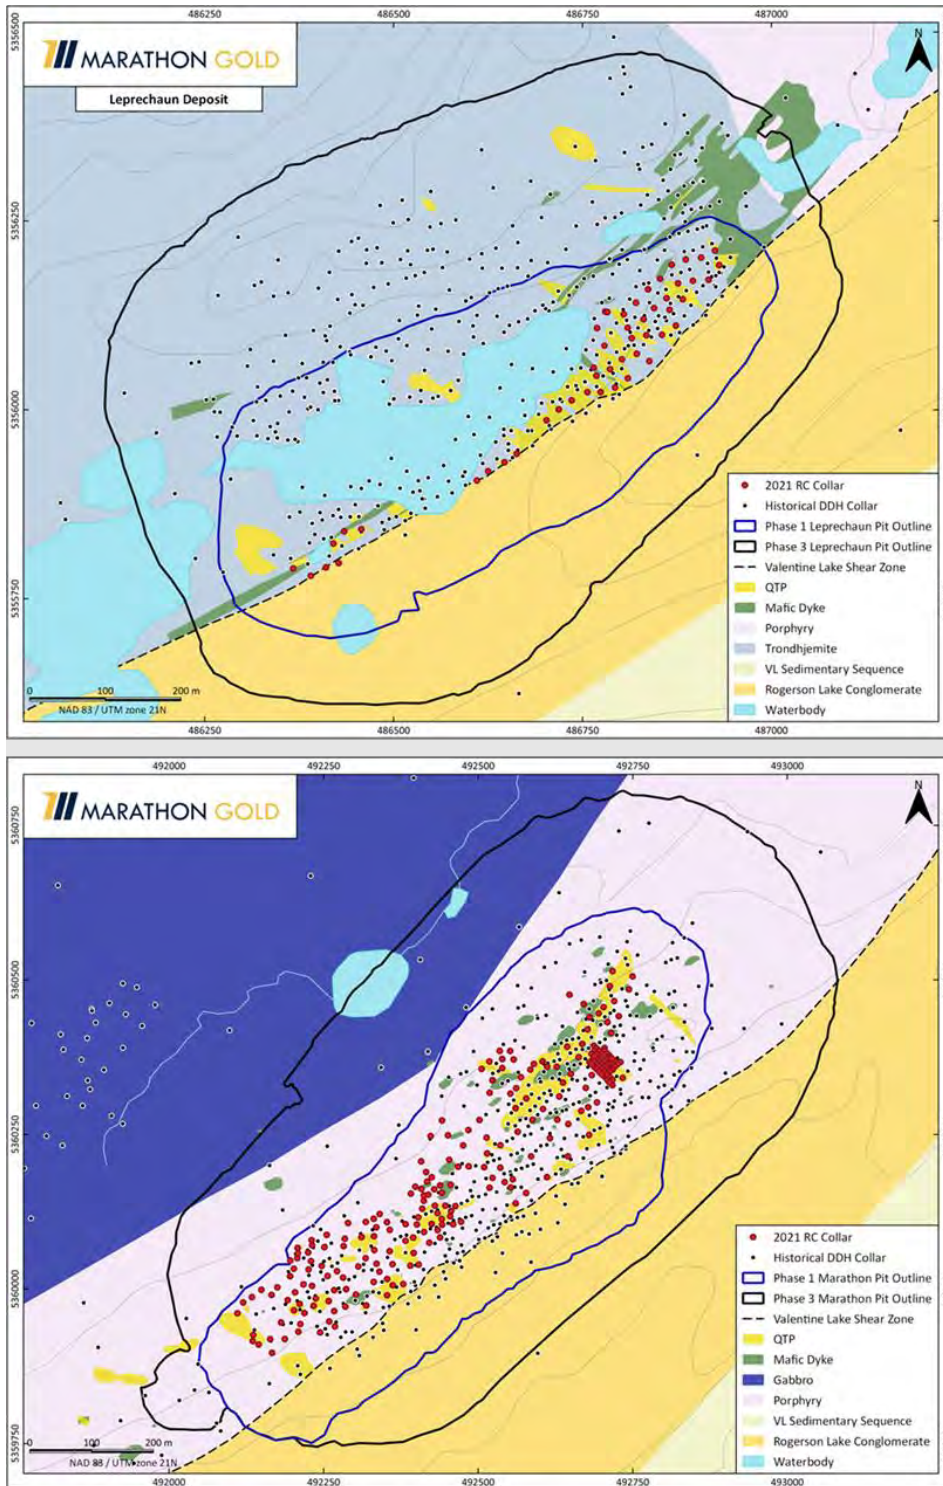 486250 486500 486750 487000
5356500
MARATHON GOLD
Leprechaun Deposit
N
5356250
5356000
2021 RC Collar
Historical DDH Collar
Phase 1 Leprechaun Pit Outline
Phase 3 Leprechaun Pit Outline
Valentine Lake Shear Zone
QTP
Mafic Dyke
Porphyry
Trondhjemite
VL Sedimentary Sequence
Rogerson Lake Conglomerate
Waterbody
5355750
0 100 200 m
NAD 83 / UTM zone 21N
486250 486500 486750 487000
492000 492250 492500 492750 493000
MARATHON GOLD
N
5360750
5360500
5360250
5360000
2021 RC Collar
Historical DDH Collar
Phase 1 Marathon Pit Outline
Phase 3 Marathon Pit Outline
Valentine Lake Shear Zone
QTP
Mafic Dyke
Gabbro
Porphyry
VL Sedimentary Sequence
Rogerson Lake Conglomerate
Waterbody
5359750
0 100 200 m
NAD 83 / UTM zone 21N
492000 492250 492500 492750 493000